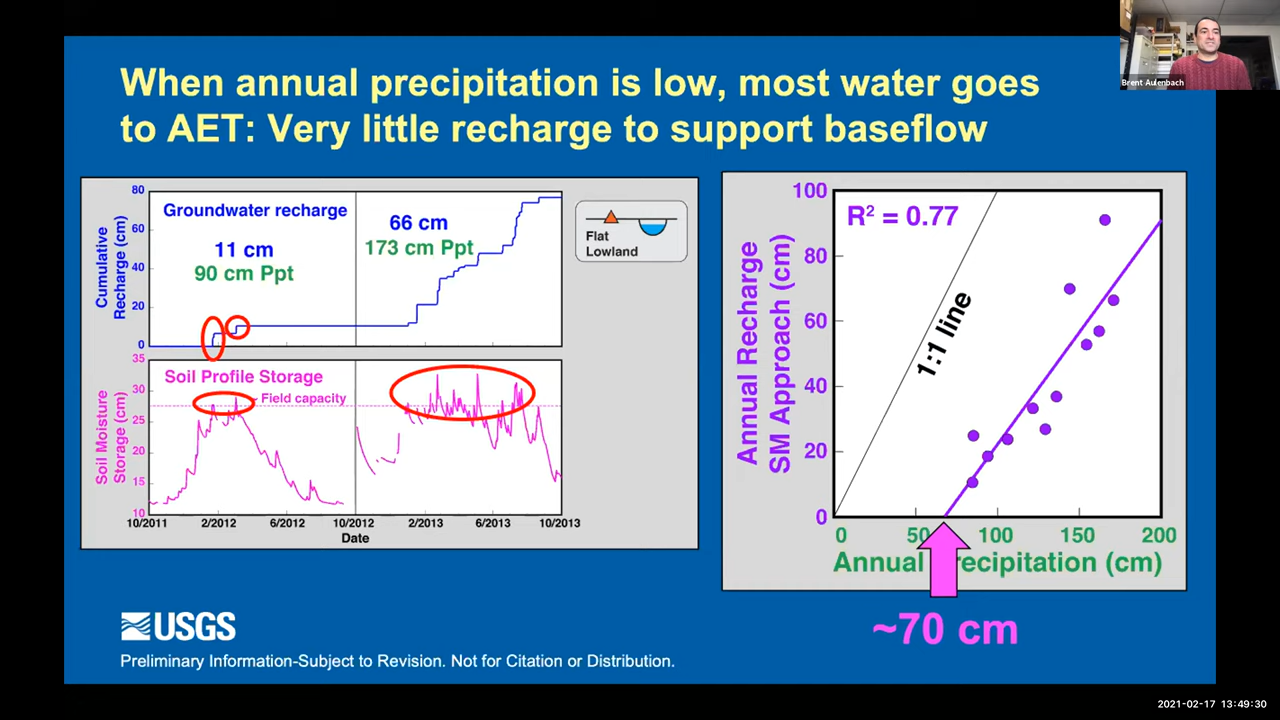 Brent Aulenbach
When annual precipitation is low, most water goes
to AET: Very little recharge to support baseflow
80
60
40
20
0
Cumulative
Recharge (cm)
Groundwater recharge
11 cm
90 cm Ppt
66 cm
173 cm Ppt
Flat
Lowland
35
30
25
20
15
10
Soil Moisture
Storage (cm)
Soil Profile Storage
Field capacity
10/2011
2/2012
6/2012
10/2012
2/2013
6/2013
10/2013
Date
100
80
60
40
20
0
Annual Recharge
SM Approach (cm)
R² = 0.77
1:1 line
0
50
100
150
200
Annual recipitation (cm)
~70 cm
USGS
Preliminary Information-Subject to Revision. Not for Citation or Distribution.
2021-02-17 13:49:30